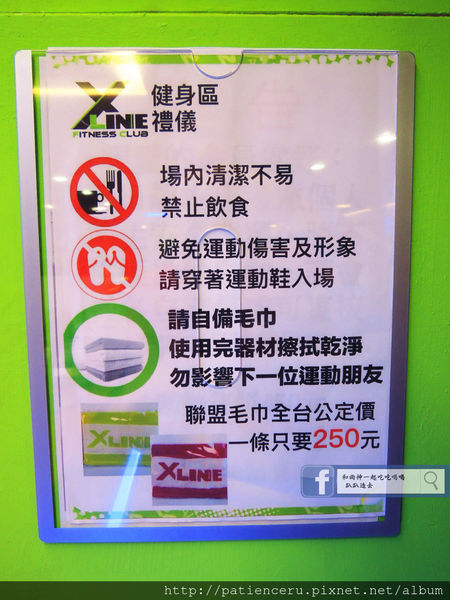 XLINE
FITNESS CLUB
健身區
禮儀
場內清潔不易
禁止飲食
避免運動傷害及形象
請穿著運動鞋入場
請自備毛巾
使用完器材擦拭乾淨
勿影響下一位運動朋友
聯盟毛巾全台公定價
一條只要250元
XLINE
XLINE
f
和雨神一起吃吃喝喝
趴趴造去
http://patienceru.pixnet.net/album